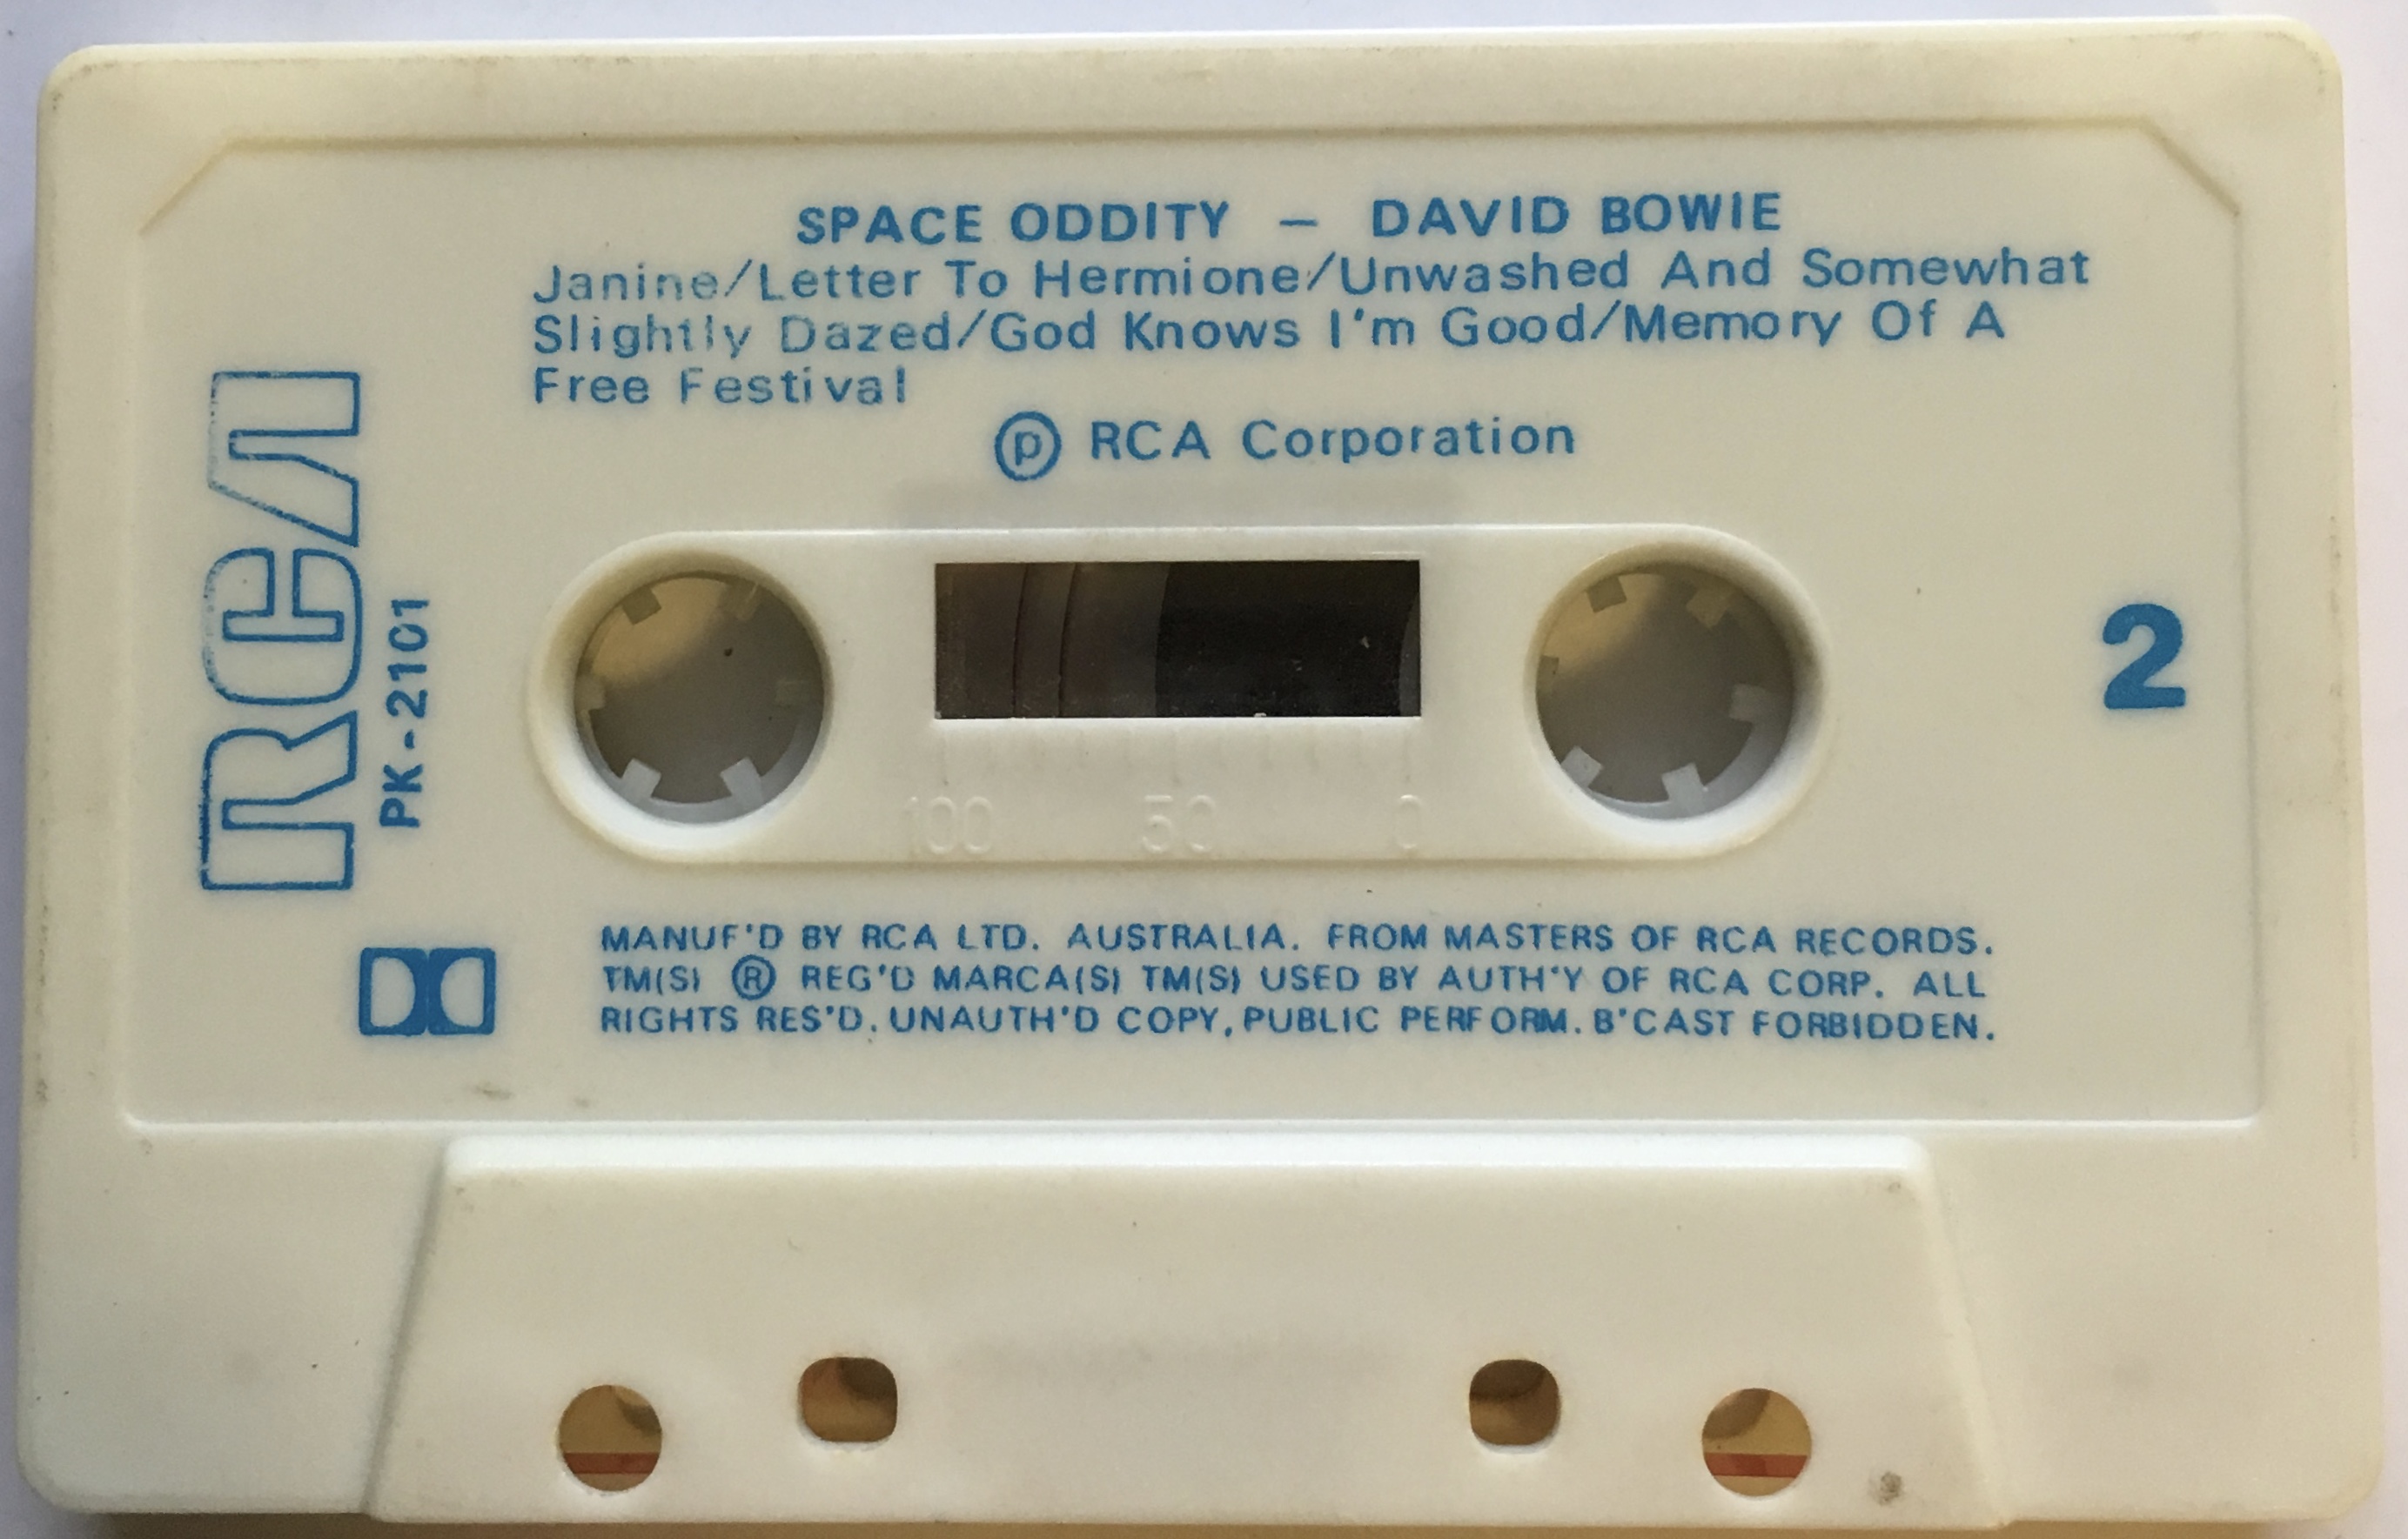 SPACE ODDITY — DAVID BOWIE
Janine/Letter To Hermione/Unwashed And Somewhat
Slightly Dazed/God Knows I'm Good/Memory Of A
Free Festival
Ⓟ RCA Corporation
RCA
PK-2101
2
100 50 0
MANUF'D BY RCA LTD. AUSTRALIA. FROM MASTERS OF RCA RECORDS.
TM(S) ® REG'D MARCA(S) TM(S) USED BY AUTH'Y OF RCA CORP. ALL
RIGHTS RES'D. UNAUTH'D COPY, PUBLIC PERFORM. B'CAST FORBIDDEN.